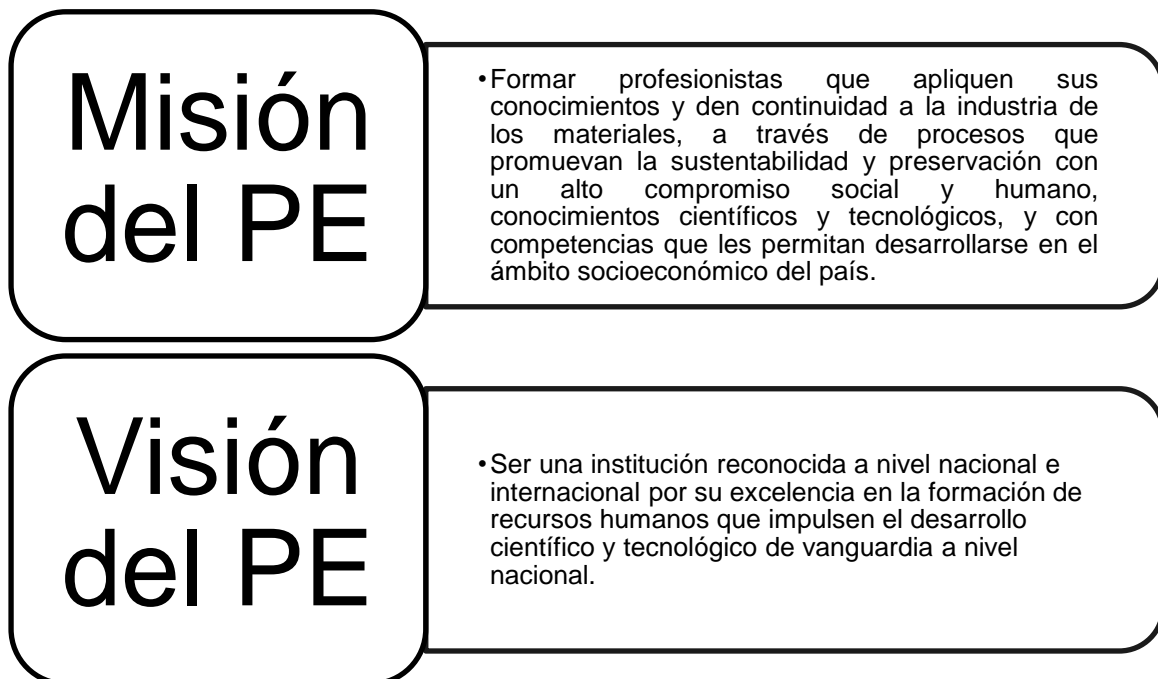 Misión
del PE
•Formar profesionistas que apliquen sus
conocimientos y den continuidad a la industria de
los materiales, a través de procesos que
promuevan la sustentabilidad y preservación con
un alto compromiso social y humano,
conocimientos científicos y tecnológicos, y con
competencias que les permitan desarrollarse en el
ámbito socioeconómico del país.
Visión
del PE
•Ser una institución reconocida a nivel nacional e
internacional por su excelencia en la formación de
recursos humanos que impulsen el desarrollo
científico y tecnológico de vanguardia a nivel
nacional.